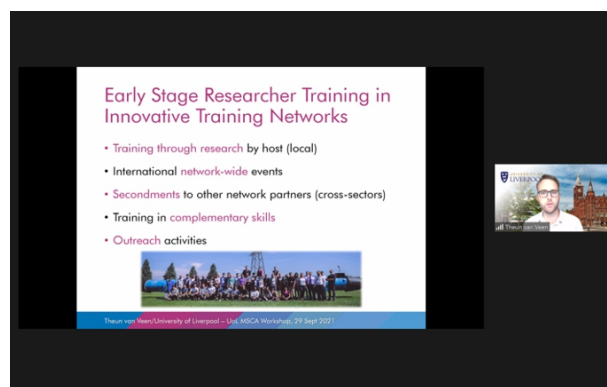 Early Stage Researcher Training in
Innovative Training Networks
• Training through research by host (local)
• International network-wide events
• Secondments to other network partners (cross-sectors)
• Training in complementary skills
• Outreach activities
Theun van Veen/University of Liverpool – UoL MSCA Workshop, 29 Sept 2021
UNIVERSITY OF
LIVERPOOL
Theun van Veen